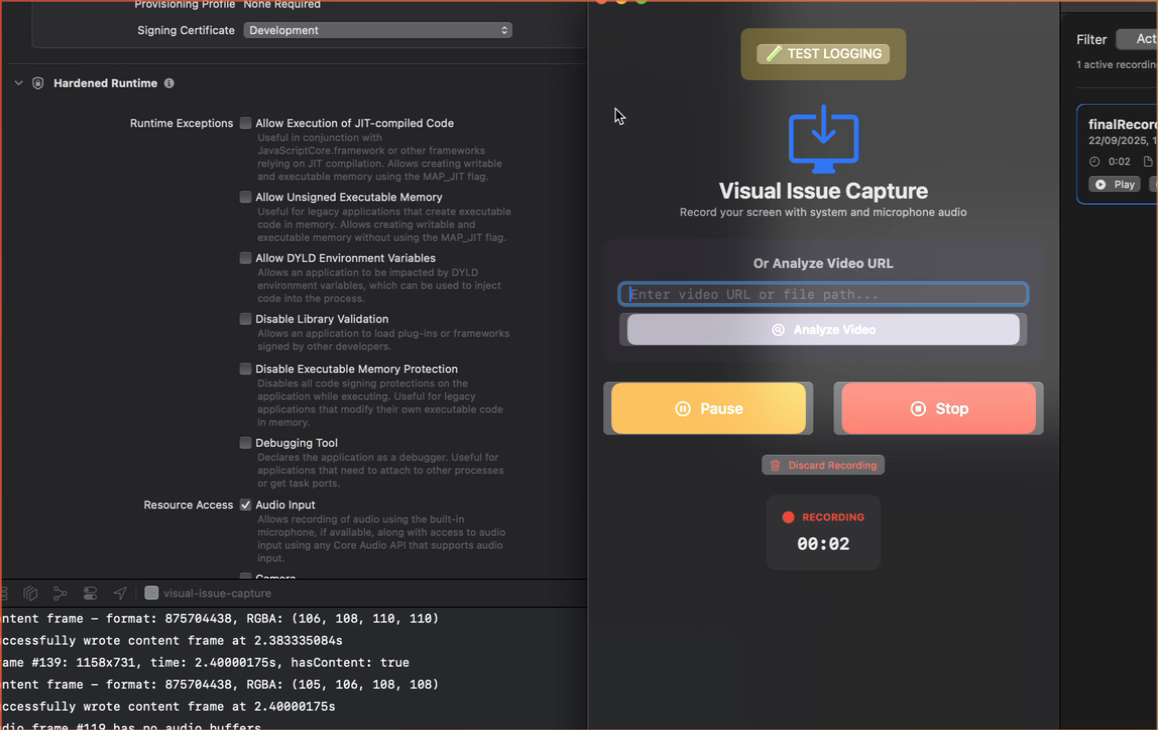 Provisioning Profile None Required
Signing Certificate Development
Hardened Runtime
Runtime Exceptions Allow Execution of JIT-compiled Code
Useful in conjunction with
JavaScriptCore.framework or other frameworks
relying on JIT compilation. Allows creating writable
and executable memory using the MAP_JIT flag.
Allow Unsigned Executable Memory
Useful for legacy applications that create executable
code in memory. Allows creating writable and
executable memory without using the MAP_JIT flag.
Allow DYLD Environment Variables
Allows an application to be impacted by DYLD
environment variables, which can be used to inject
code into the process.
Disable Library Validation
Allows an application to load plug-ins or frameworks
signed by other developers.
Disable Executable Memory Protection
Disables all code signing protections on the
application while executing. Useful for legacy
applications that modify their own executable code
in memory.
Debugging Tool
Declares the application as a debugger. Useful for
applications that need to attach to other processes
or get task ports.
Resource Access Audio Input
Allows recording of audio using the built-in
microphone, if available, along with access to audio
input using any Core Audio API that supports audio
input.
Camera
visual-issue-capture
ntent frame – format: 875704438, RGBA: (106, 108, 110, 110)
ccessfully wrote content frame at 2.383335084s
ame #139: 1158x731, time: 2.40000175s, hasContent: true
ntent frame – format: 875704438, RGBA: (105, 106, 108, 108)
ccessfully wrote content frame at 2.40000175s
dio frame #119 has no audio buffers
TEST LOGGING
Visual Issue Capture
Record your screen with system and microphone audio
Or Analyze Video URL
Enter video URL or file path...
Analyze Video
Pause
Stop
Discard Recording
RECORDING
00:02
Filter Act
1 active recordin
finalRecor
22/09/2025, 1
0:02
Play